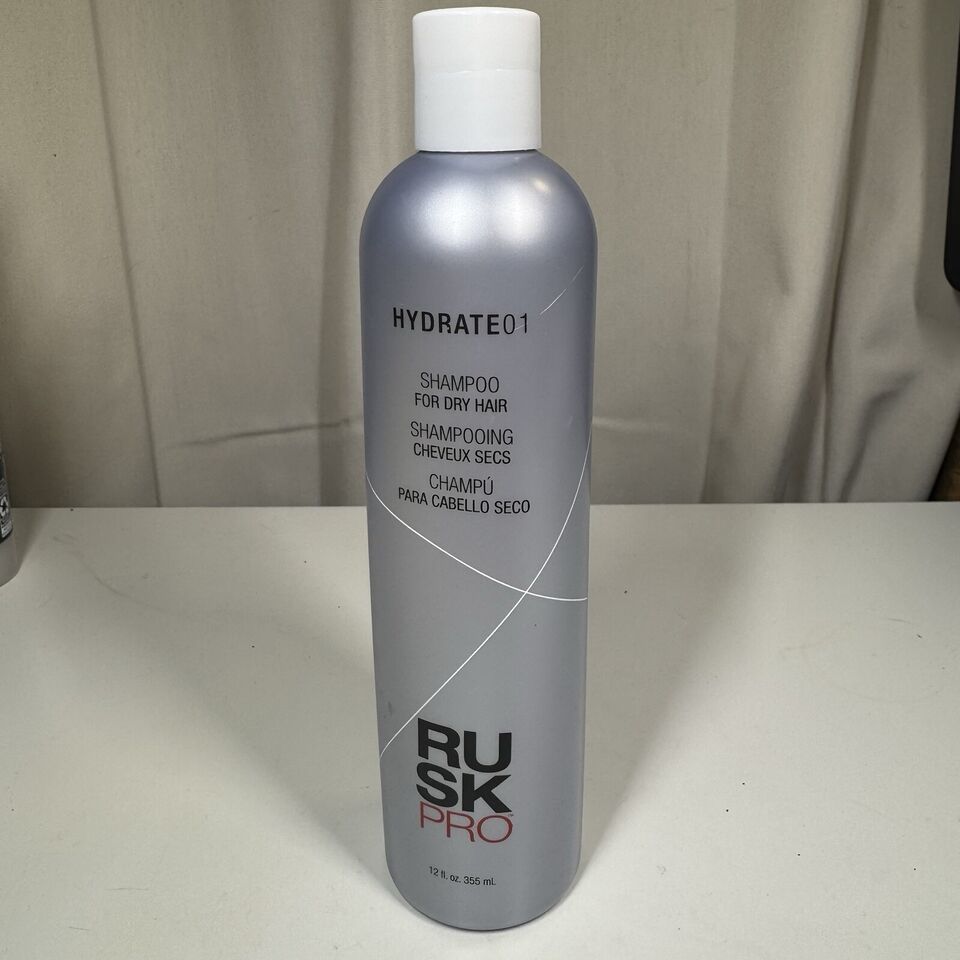 HYDRATE01
SHAMPOO
FOR DRY HAIR
SHAMPOOING
CHEVEUX SECS
CHAMPÚ
PARA CABELLO SECO
RU
SK
PRO™
12 fl. oz. 355 ml.